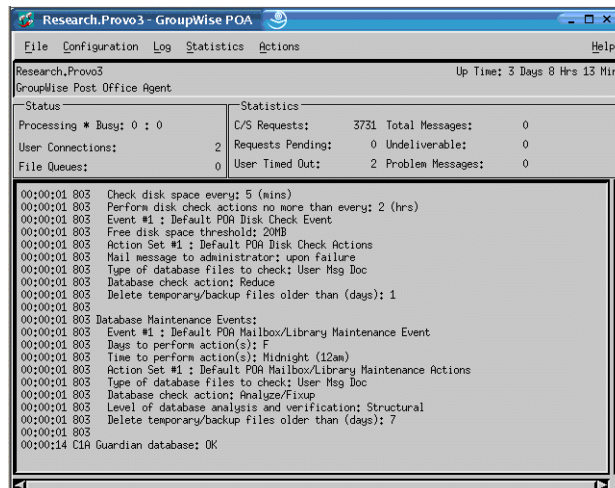 Research.Provo3 - GroupWise POA
File Configuration Log Statistics Actions Help
Research.Provo3 Up Time: 3 Days 8 Hrs 13 Min
GroupWise Post Office Agent
Status Statistics
Processing * Busy: 0 : 0 C/S Requests: 3731 Total Messages: 0
User Connections: 2 Requests Pending: 0 Undeliverable: 0
File Queues: 0 User Timed Out: 2 Problem Messages: 0
00:00:01 803 Check disk space every: 5 (mins)
00:00:01 803 Perform disk check actions no more than every: 2 (hrs)
00:00:01 803 Event #1 : Default POA Disk Check Event
00:00:01 803 Free disk space threshold: 20MB
00:00:01 803 Action Set #1 : Default POA Disk Check Actions
00:00:01 803 Mail message to administrator: upon failure
00:00:01 803 Type of database files to check: User Msg Doc
00:00:01 803 Database check action: Reduce
00:00:01 803 Delete temporary/backup files older than (days): 1
00:00:01 803
00:00:01 803 Database Maintenance Events:
00:00:01 803 Event #1 : Default POA Mailbox/Library Maintenance Event
00:00:01 803 Days to perform action(s): F
00:00:01 803 Time to perform action(s): Midnight (12am)
00:00:01 803 Action Set #1 : Default POA Mailbox/Library Maintenance Actions
00:00:01 803 Type of database files to check: User Msg Doc
00:00:01 803 Database check action: Analyze/Fixup
00:00:01 803 Level of database analysis and verification: Structural
00:00:01 803 Delete temporary/backup files older than (days): 7
00:00:01 803
00:00:14 C1A Guardian database: OK